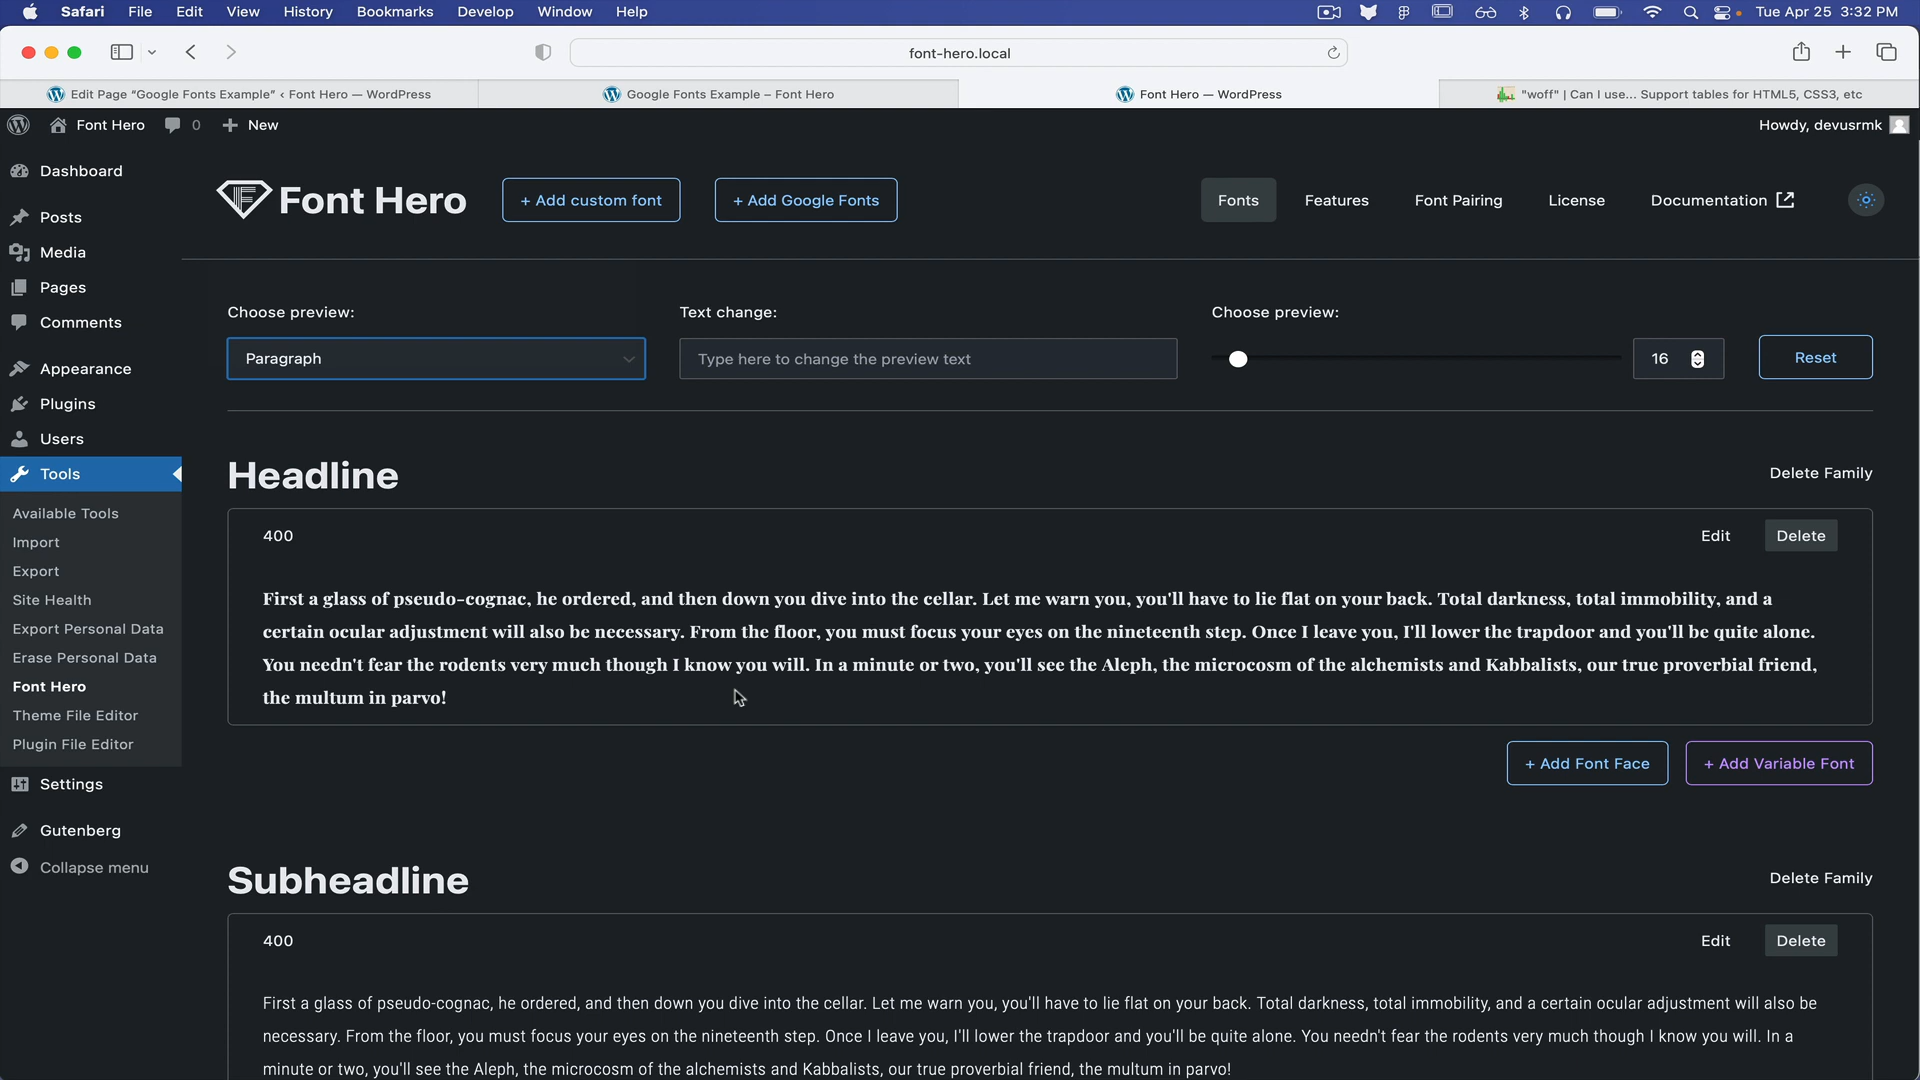 Safari File Edit View History Bookmarks Develop Window Help Tue Apr 25 3:32 PM
font-hero.local
Edit Page “Google Fonts Example” ‹ Font Hero — WordPress
Google Fonts Example – Font Hero
Font Hero — WordPress
"woff" | Can I use... Support tables for HTML5, CSS3, etc
Font Hero 0 New Howdy, devusrmk
Dashboard
Posts
Media
Pages
Comments
Appearance
Plugins
Users
Tools
Available Tools
Import
Export
Site Health
Export Personal Data
Erase Personal Data
Font Hero
Theme File Editor
Plugin File Editor
Settings
Gutenberg
Collapse menu
Font Hero + Add custom font + Add Google Fonts Fonts Features Font Pairing License Documentation
Choose preview: Text change: Choose preview:
Paragraph Type here to change the preview text 16 Reset
Headline Delete Family
400 Edit Delete
First a glass of pseudo-cognac, he ordered, and then down you dive into the cellar. Let me warn you, you'll have to lie flat on your back. Total darkness, total immobility, and a
certain ocular adjustment will also be necessary. From the floor, you must focus your eyes on the nineteenth step. Once I leave you, I'll lower the trapdoor and you'll be quite alone.
You needn't fear the rodents very much though I know you will. In a minute or two, you'll see the Aleph, the microcosm of the alchemists and Kabbalists, our true proverbial friend,
the multum in parvo!
+ Add Font Face + Add Variable Font
Subheadline Delete Family
400 Edit Delete
First a glass of pseudo-cognac, he ordered, and then down you dive into the cellar. Let me warn you, you'll have to lie flat on your back. Total darkness, total immobility, and a certain ocular adjustment will also be
necessary. From the floor, you must focus your eyes on the nineteenth step. Once I leave you, I'll lower the trapdoor and you'll be quite alone. You needn't fear the rodents very much though I know you will. In a
minute or two, you'll see the Aleph, the microcosm of the alchemists and Kabbalists, our true proverbial friend, the multum in parvo!